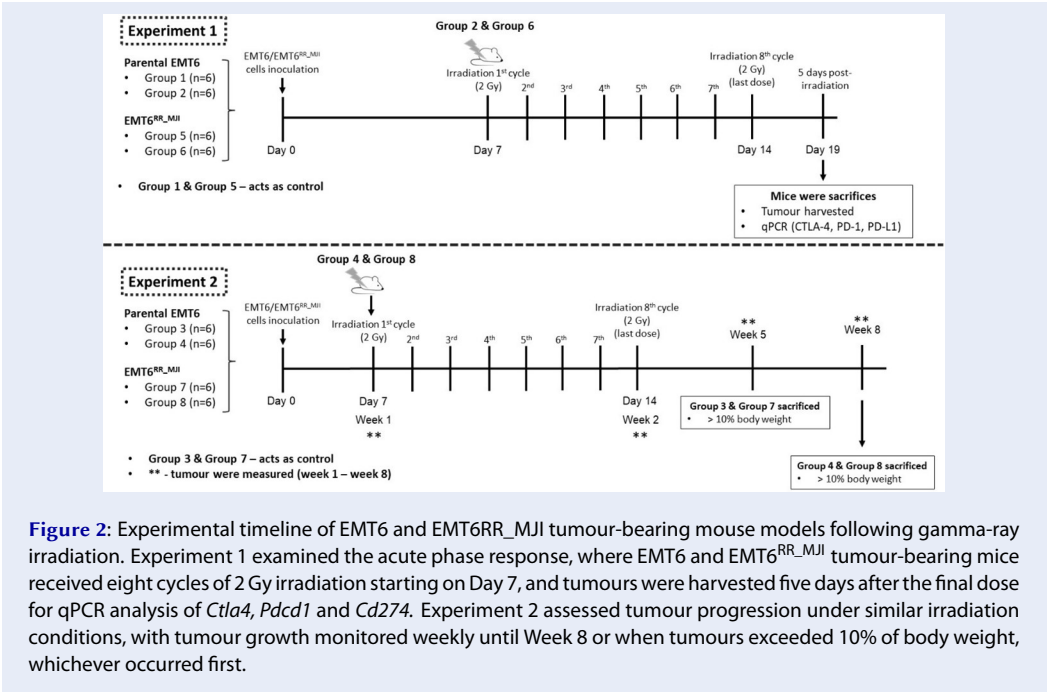 Experiment 1
Group 2 & Group 6
Parental EMT6
• Group 1 (n=6)
• Group 2 (n=6)
EMT6RR_MJI
• Group 5 (n=6)
• Group 6 (n=6)
EMT6/EMT6RR_MJI
cells inoculation
Irradiation 1st cycle
(2 Gy)
2nd
3rd
4th
5th
6th
7th
Irradiation 8th cycle
(2 Gy)
(last dose)
5 days post-
irradiation
Day 0
Day 7
Day 14
Day 19
• Group 1 & Group 5 – acts as control
Mice were sacrifices
• Tumour harvested
• qPCR (CTLA-4, PD-1, PD-L1)
Experiment 2
Group 4 & Group 8
Parental EMT6
• Group 3 (n=6)
• Group 4 (n=6)
EMT6RR_MJI
• Group 7 (n=6)
• Group 8 (n=6)
EMT6/EMT6RR_MJI
cells inoculation
Irradiation 1st cycle
(2 Gy)
2nd
3rd
4th
5th
6th
7th
Irradiation 8th cycle
(2 Gy)
(last dose)
**
Week 5
**
Week 8
Day 0
Day 7
Week 1
**
Day 14
Week 2
**
Group 3 & Group 7 sacrificed
• > 10% body weight
• Group 3 & Group 7 – acts as control
• ** - tumour were measured (week 1 – week 8)
Group 4 & Group 8 sacrificed
• > 10% body weight
Figure 2: Experimental timeline of EMT6 and EMT6RR_MJI tumour-bearing mouse models following gamma-ray
irradiation. Experiment 1 examined the acute phase response, where EMT6 and EMT6RR_MJI tumour-bearing mice
received eight cycles of 2 Gy irradiation starting on Day 7, and tumours were harvested five days after the final dose
for qPCR analysis of Ctla4, Pdcd1 and Cd274. Experiment 2 assessed tumour progression under similar irradiation
conditions, with tumour growth monitored weekly until Week 8 or when tumours exceeded 10% of body weight,
whichever occurred first.